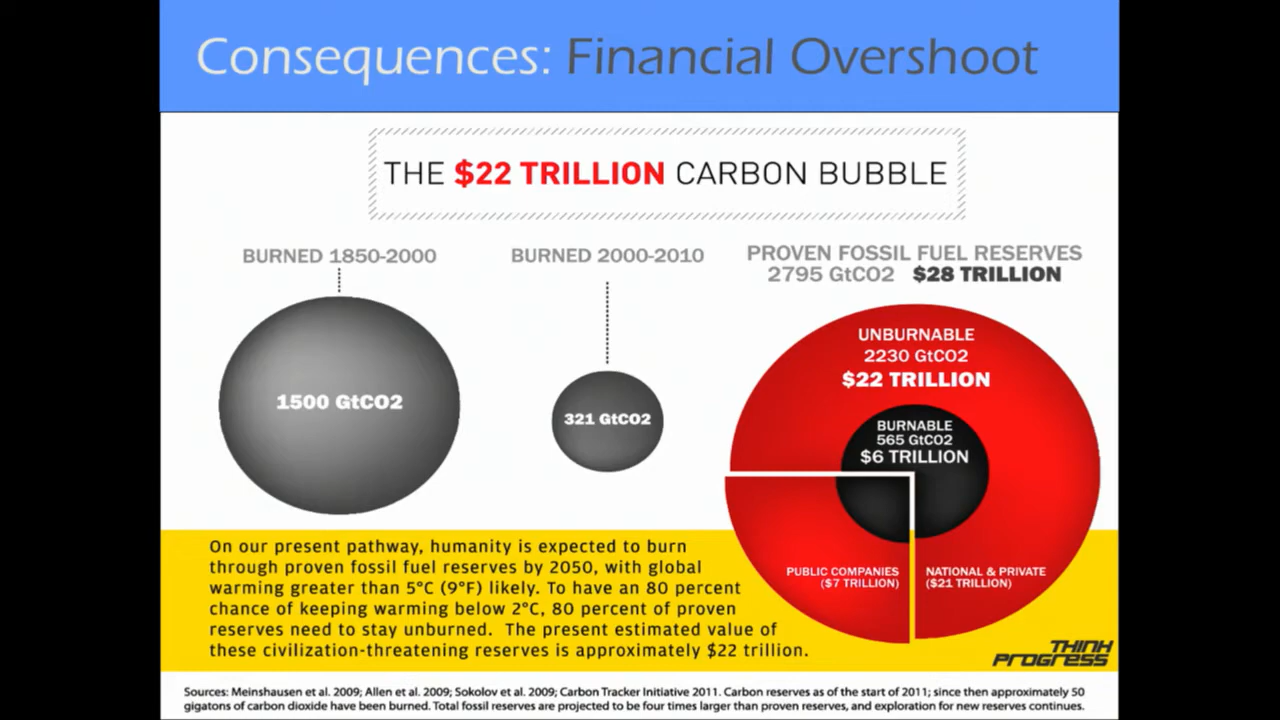 Consequences: Financial Overshoot
THE $22 TRILLION CARBON BUBBLE
BURNED 1850-2000
1500 GtCO2
BURNED 2000-2010
321 GtCO2
PROVEN FOSSIL FUEL RESERVES
2795 GtCO2 $28 TRILLION
UNBURNABLE
2230 GtCO2
$22 TRILLION
BURNABLE
565 GtCO2
$6 TRILLION
PUBLIC COMPANIES
($7 TRILLION)
NATIONAL & PRIVATE
($21 TRILLION)
On our present pathway, humanity is expected to burn
through proven fossil fuel reserves by 2050, with global
warming greater than 5°C (9°F) likely. To have an 80 percent
chance of keeping warming below 2°C, 80 percent of proven
reserves need to stay unburned. The present estimated value of
these civilization-threatening reserves is approximately $22 trillion.
THINK
PROGRESS
Sources: Meinshausen et al. 2009; Allen et al. 2009; Sokolov et al. 2009; Carbon Tracker Initiative 2011. Carbon reserves as of the start of 2011; since then approximately 50
gigatons of carbon dioxide have been burned. Total fossil reserves are projected to be four times larger than proven reserves, and exploration for new reserves continues.